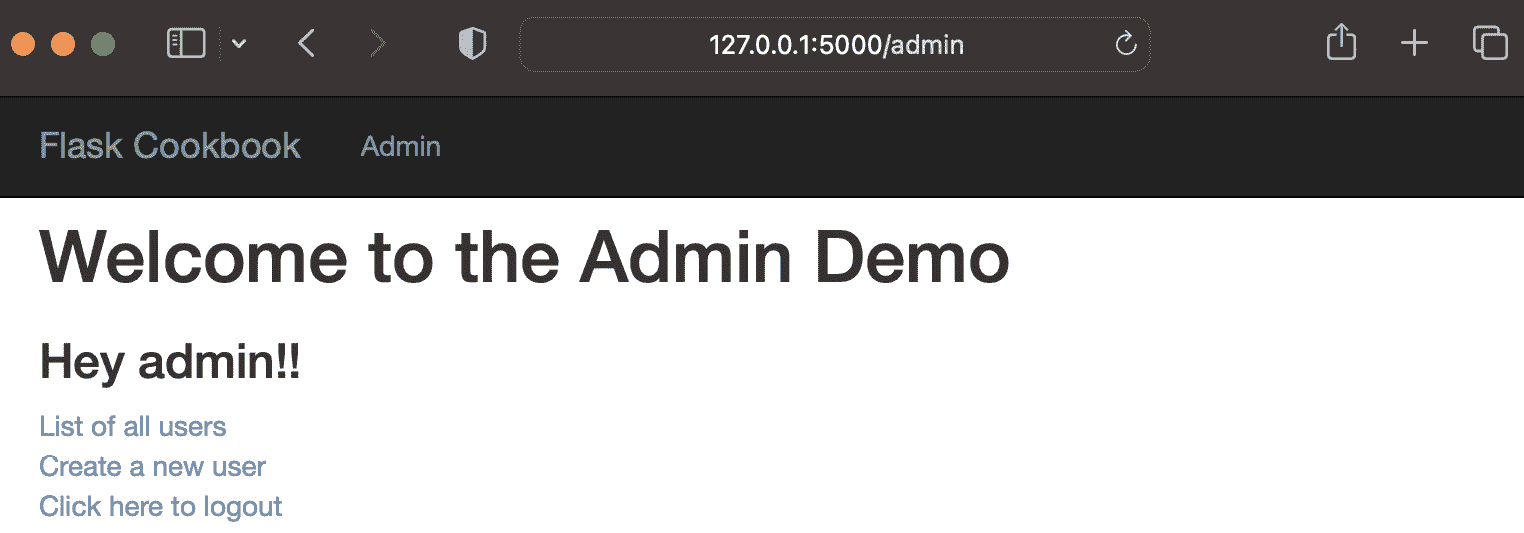 127.0.0.1:5000/admin
Flask Cookbook Admin
Welcome to the Admin Demo
Hey admin!!
List of all users
Create a new user
Click here to logout